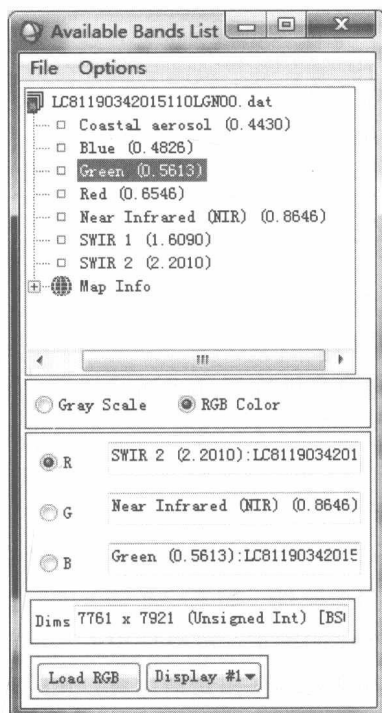 Available Bands List
File Options
LC81190342015110LGN00.dat
Coastal aerosol (0.4430)
Blue (0.4826)
Green (0.5613)
Red (0.6546)
Near Infrared (NIR) (0.8646)
SWIR 1 (1.6090)
SWIR 2 (2.2010)
Map Info
Gray Scale RGB Color
R SWIR 2 (2.2010):LC8119034201
G Near Infrared (NIR) (0.8646)
B Green (0.5613):LC81190342015
Dims 7761 x 7921 (Unsigned Int) [BS
Load RGB Display #1